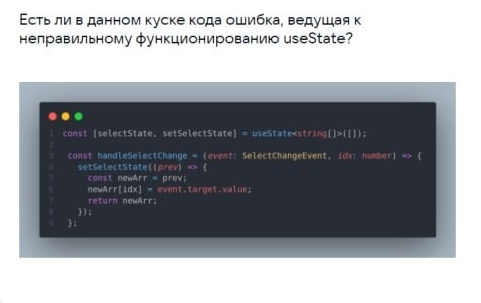 Есть ли в данном куске кода ошибка, ведущая к
неправильному функционированию useState?
1 const [selectState, setSelectState] = useState<string[]>([]);
2
3 const handleSelectChange = (event: SelectChangeEvent, idx: number) => {
4 setSelectState((prev) => {
5 const newArr = prev;
6 newArr[idx] = event.target.value;
7 return newArr;
8 });
9 };